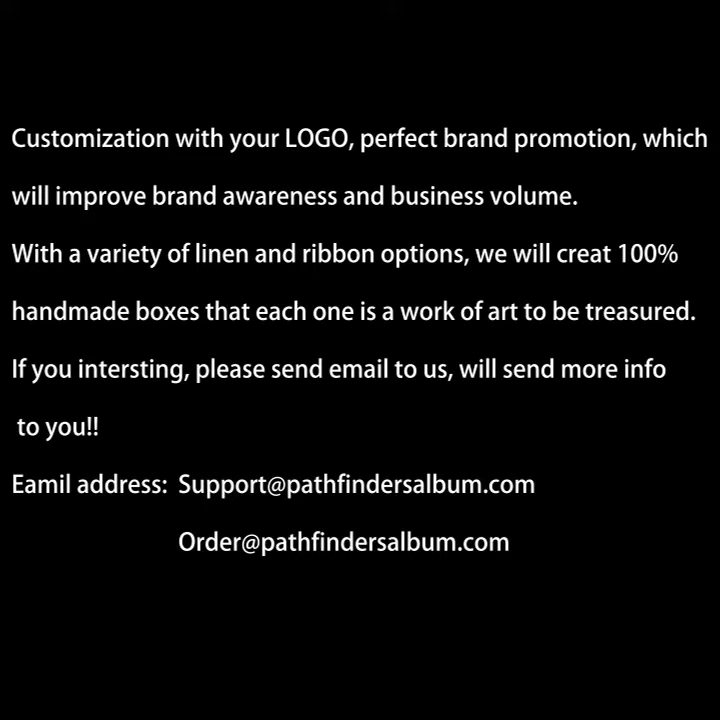 Customization with your LOGO, perfect brand promotion, which
will improve brand awareness and business volume.
With a variety of linen and ribbon options, we will creat 100%
handmade boxes that each one is a work of art to be treasured.
If you intersting, please send email to us, will send more info
to you!!
Eamil address: Support@pathfindersalbum.com
Order@pathfindersalbum.com